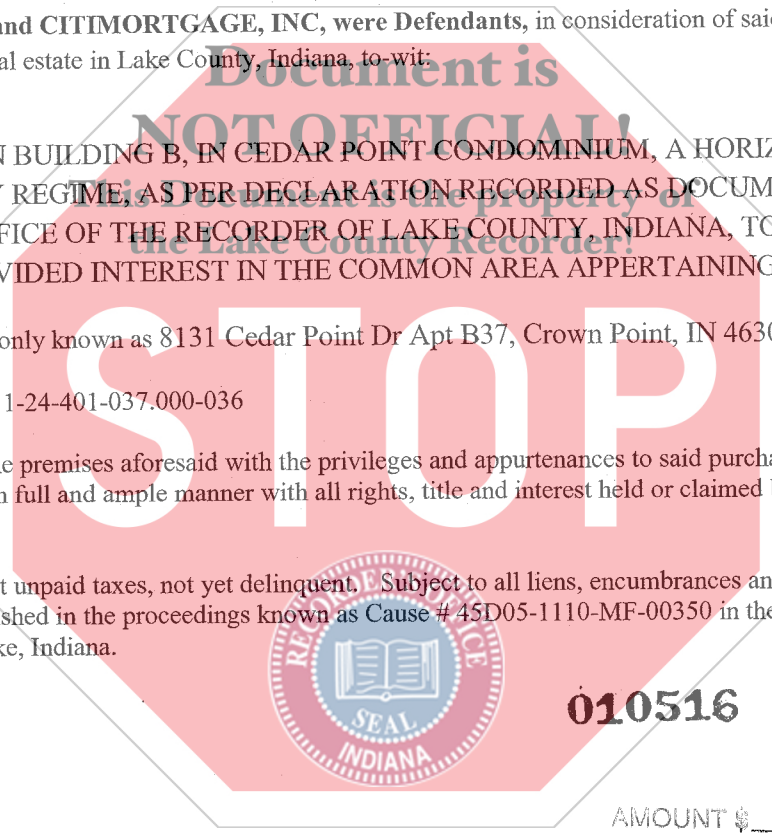 and CITIMORTGAGE, INC, were Defendants, in consideration of said
al estate in Lake County, Indiana, to-wit:
Document is
NOT OFFICIAL!
This Document is the property of
the Lake County Recorder!
N BUILDING B, IN CEDAR POINT CONDOMINIUM, A HORIZ
Y REGIME, AS PER DECLARATION RECORDED AS DOCUM
FICE OF THE RECORDER OF LAKE COUNTY, INDIANA, TO
VIDED INTEREST IN THE COMMON AREA APPERTAINING
only known as 8131 Cedar Point Dr Apt B37, Crown Point, IN 4630
1-24-401-037.000-036
STOP
e premises aforesaid with the privileges and appurtenances to said purcha
n full and ample manner with all rights, title and interest held or claimed
t unpaid taxes, not yet delinquent. Subject to all liens, encumbrances an
shed in the proceedings known as Cause # 45D05-1110-MF-00350 in the
ke, Indiana.
RECORDER'S OFFICE
SEAL
INDIANA
010516
AMOUNT $